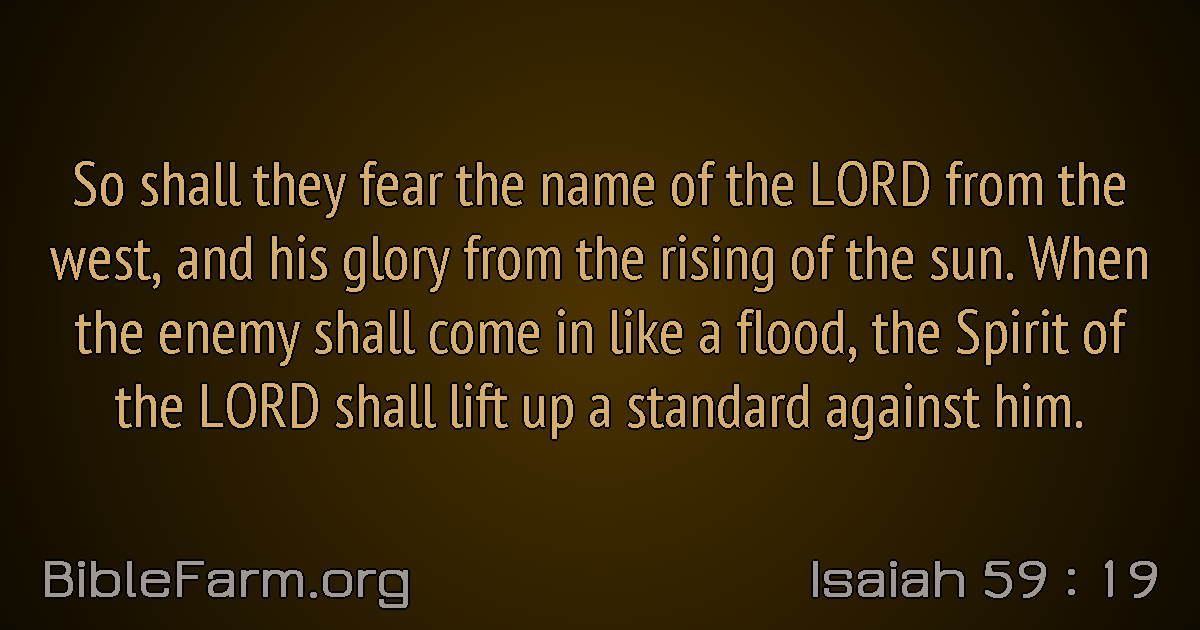 So shall they fear the name of the LORD from the
west, and his glory from the rising of the sun. When
the enemy shall come in like a flood, the Spirit of
the LORD shall lift up a standard against him.
BibleFarm.org
Isaiah 59 : 19